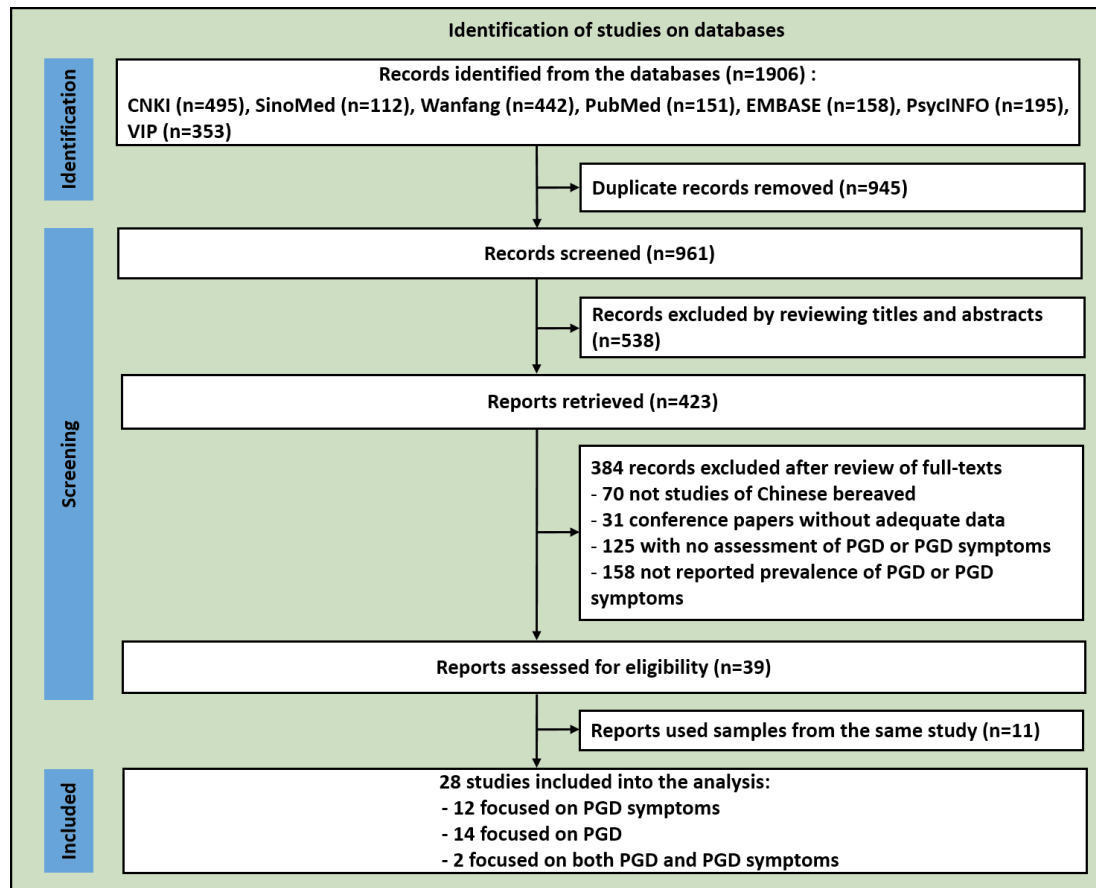 Identification of studies on databases
Identification
Records identified from the databases (n=1906) :
CNKI (n=495), SinoMed (n=112), Wanfang (n=442), PubMed (n=151), EMBASE (n=158), PsycINFO (n=195),
VIP (n=353)
Duplicate records removed (n=945)
Screening
Records screened (n=961)
Records excluded by reviewing titles and abstracts
(n=538)
Reports retrieved (n=423)
384 records excluded after review of full-texts
- 70 not studies of Chinese bereaved
- 31 conference papers without adequate data
- 125 with no assessment of PGD or PGD symptoms
- 158 not reported prevalence of PGD or PGD
symptoms
Reports assessed for eligibility (n=39)
Reports used samples from the same study (n=11)
Included
28 studies included into the analysis:
- 12 focused on PGD symptoms
- 14 focused on PGD
- 2 focused on both PGD and PGD symptoms